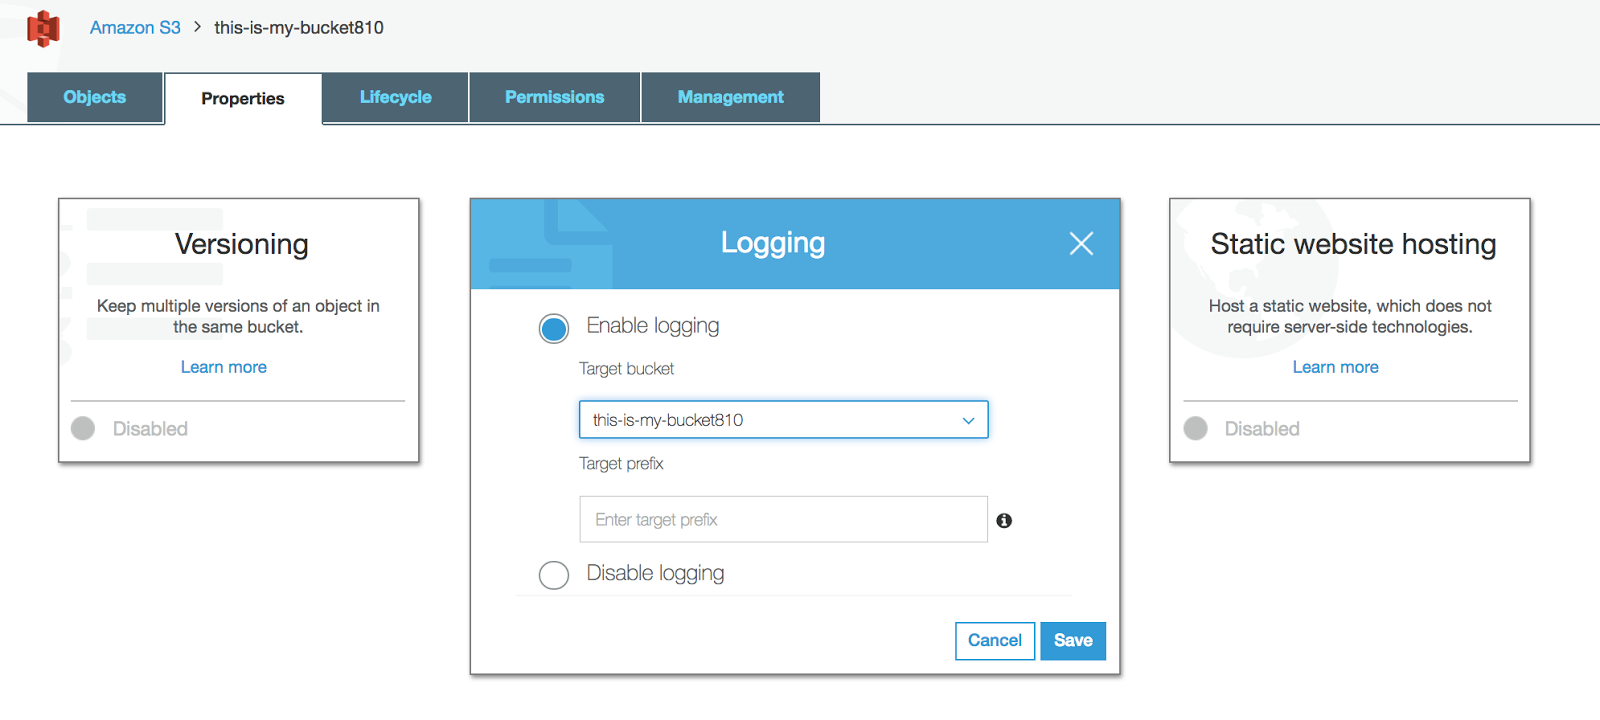 Amazon S3 > this-is-my-bucket810
Objects
Properties
Lifecycle
Permissions
Management
Versioning
Keep multiple versions of an object in
the same bucket.
Learn more
Disabled
Logging
Enable logging
Target bucket
this-is-my-bucket810
Target prefix
Enter target prefix
Disable logging
Cancel
Save
Static website hosting
Host a static website, which does not
require server-side technologies.
Learn more
Disabled